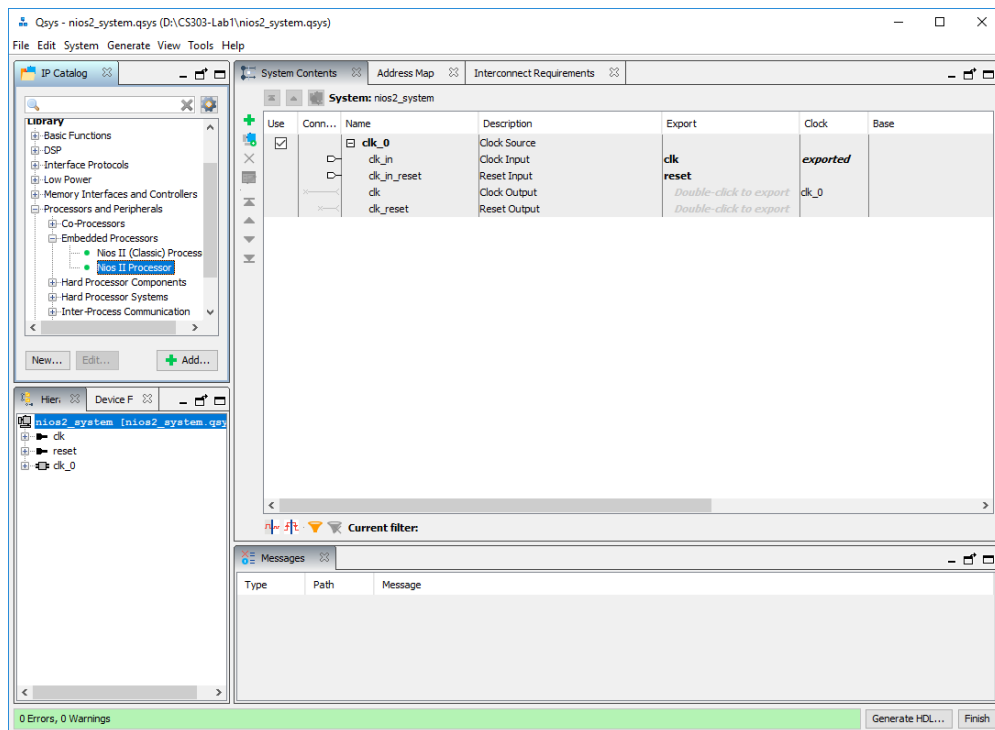 Qsys - nios2_system.qsys (D:\CS303-Lab1\nios2_system.qsys)
File Edit System Generate View Tools Help
IP Catalog
Library
Basic Functions
DSP
Interface Protocols
Low Power
Memory Interfaces and Controllers
Processors and Peripherals
Co-Processors
Embedded Processors
Nios II (Classic) Process
Nios II Processor
Hard Processor Components
Hard Processor Systems
Inter-Process Communication
New... Edit... Add...
Hier Device F
nios2_system [nios2_system.qsy
clk
reset
clk_0
System Contents Address Map Interconnect Requirements
System: nios2_system
Use Conn... Name Description Export Clock Base
clk_0 Clock Source
clk_in Clock Input clk exported
clk_in_reset Reset Input reset
clk Clock Output Double-click to export clk_0
clk_reset Reset Output Double-click to export
Current filter:
Messages
Type Path Message
0 Errors, 0 Warnings Generate HDL... Finish